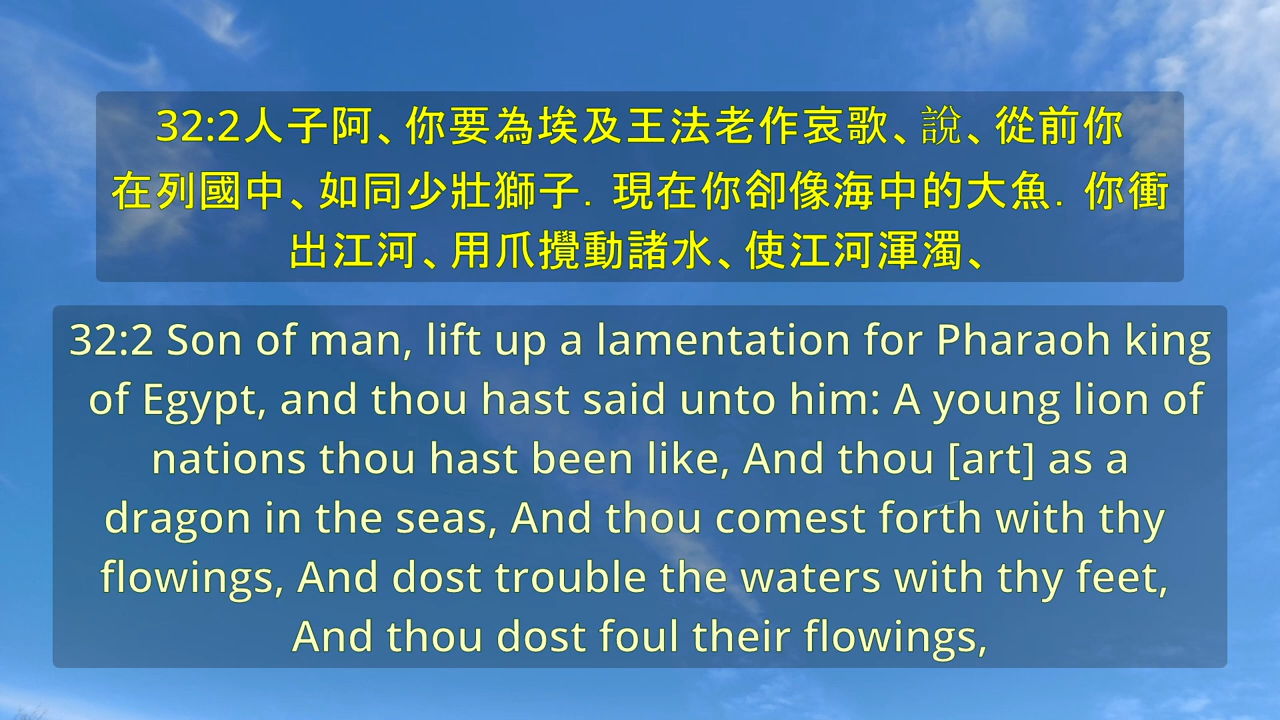 32:2人子阿、你要為埃及王法老作哀歌、說、從前你
在列國中、如同少壯獅子．現在你卻像海中的大魚．你衝
出江河、用爪攪動諸水、使江河渾濁、
32:2 Son of man, lift up a lamentation for Pharaoh king
of Egypt, and thou hast said unto him: A young lion of
nations thou hast been like, And thou [art] as a
dragon in the seas, And thou comest forth with thy
flowings, And dost trouble the waters with thy feet,
And thou dost foul their flowings,